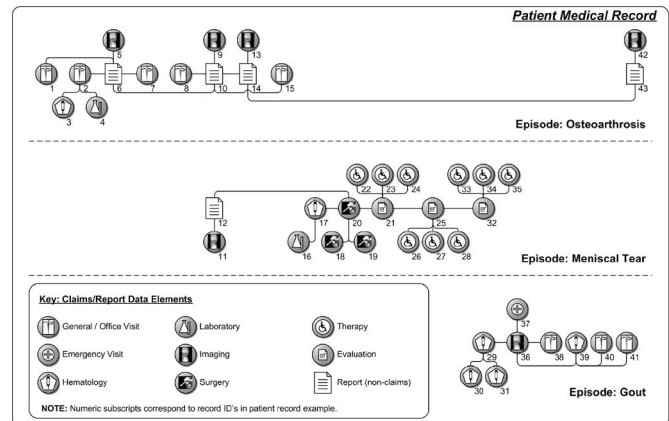 Patient Medical Record
5 9 13 42
1 2 6 7 8 10 14 15 43
3 4
Episode: Osteoarthrosis
22 23 24 33 34 35
12 17 20 21 25 32
11 16 18 19 26 27 28
Episode: Meniscal Tear
Key: Claims/Report Data Elements
General / Office Visit
Laboratory
Therapy
Emergency Visit
Imaging
Evaluation
Hematology
Surgery
Report (non-claims)
NOTE: Numeric subscripts correspond to record ID's in patient record example.
37
29 36 38 39 40 41
30 31
Episode: Gout